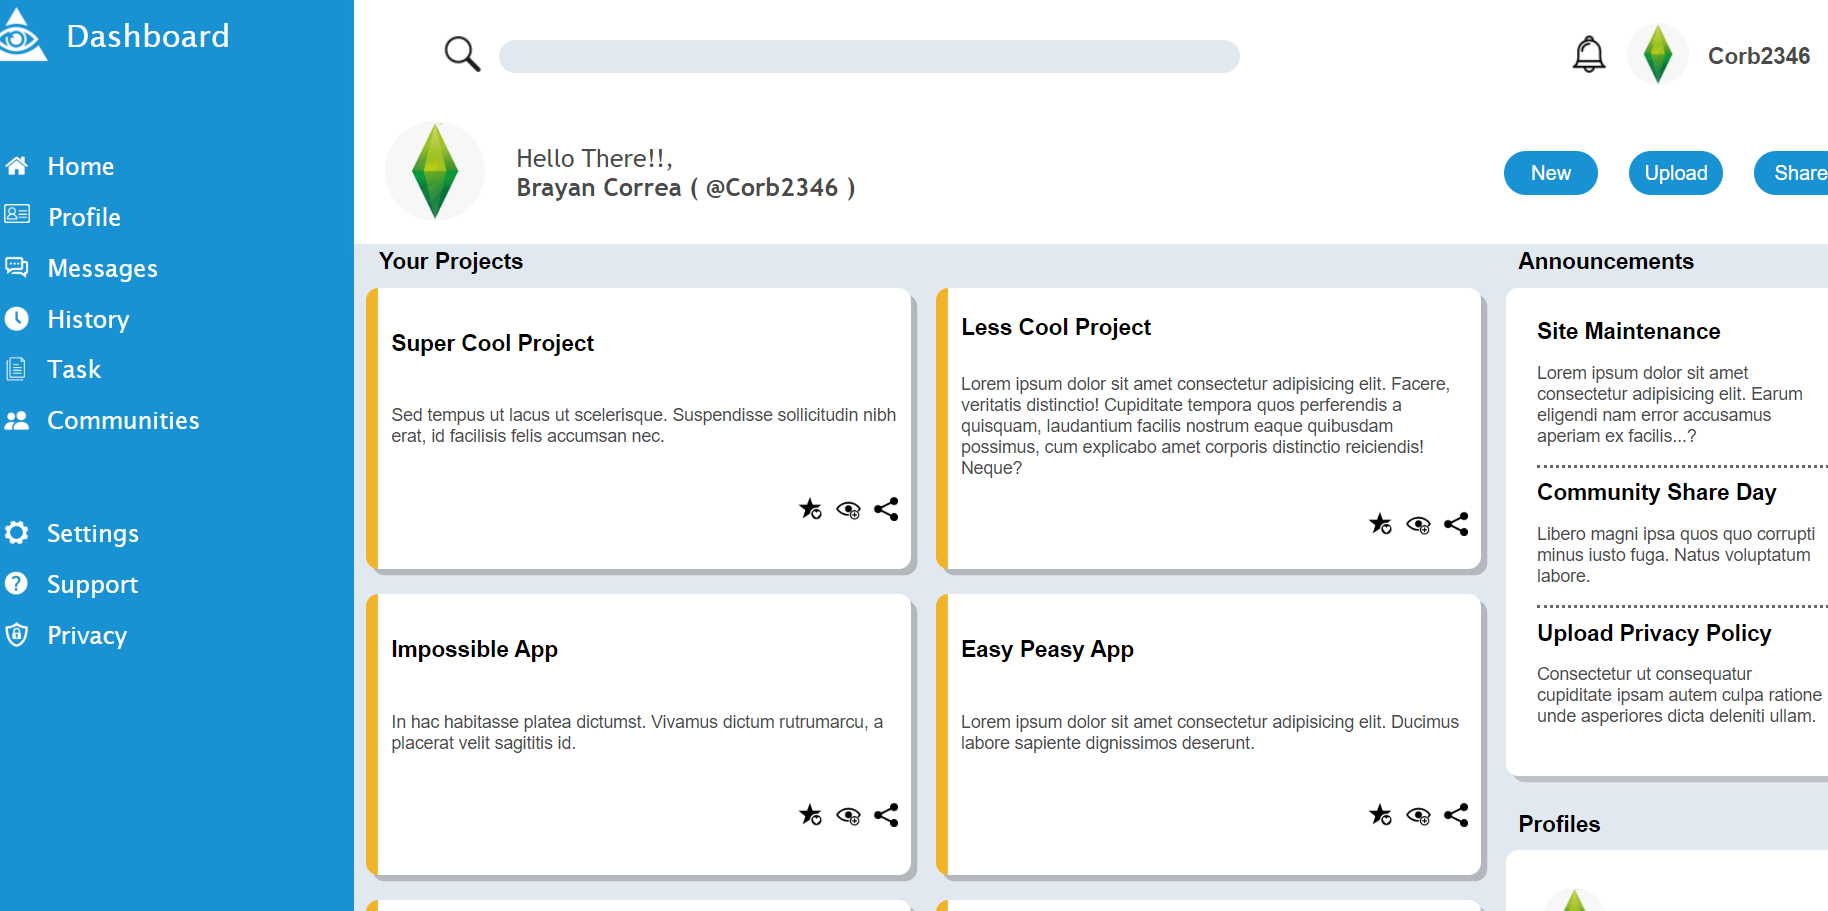 Dashboard
Home
Profile
Messages
History
Task
Communities
Settings
Support
Privacy
Corb2346
Hello There!!,
Brayan Correa ( @Corb2346 )
New
Upload
Share
Your Projects
Super Cool Project
Sed tempus ut lacus ut scelerisque. Suspendisse sollicitudin nibh
erat, id facilisis felis accumsan nec.
Less Cool Project
Lorem ipsum dolor sit amet consectetur adipisicing elit. Facere,
veritatis distinctio! Cupiditate tempora quos perferendis a
quisquam, laudantium facilis nostrum eaque quibusdam
possimus, cum explicabo amet corporis distinctio reiciendis!
Neque?
Impossible App
In hac habitasse platea dictumst. Vivamus dictum rutrumarcu, a
placerat velit sagititis id.
Easy Peasy App
Lorem ipsum dolor sit amet consectetur adipisicing elit. Ducimus
labore sapiente dignissimos deserunt.
Announcements
Site Maintenance
Lorem ipsum dolor sit amet
consectetur adipisicing elit. Earum
eligendi nam error accusamus
aperiam ex facilis...?
Community Share Day
Libero magni ipsa quos quo corrupti
minus iusto fuga. Natus voluptatum
labore.
Upload Privacy Policy
Consectetur ut consequatur
cupiditate ipsam autem culpa ratione
unde asperiores dicta deleniti ullam.
Profiles